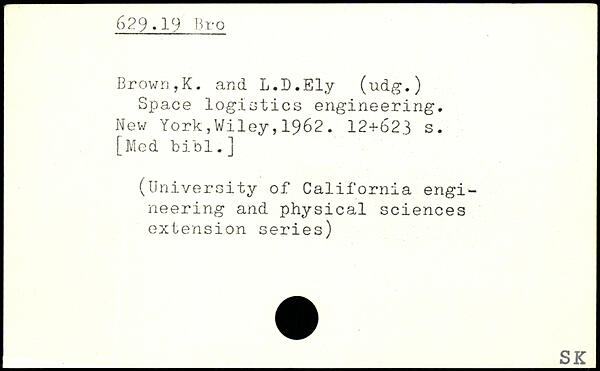 629.19 Bro
Brown,K. and L.D.Ely (udg.)
Space logistics engineering.
New York,Wiley,1962. 12+623 s.
[Med bibl.]
(University of California engi-
neering and physical sciences
extension series)
SK